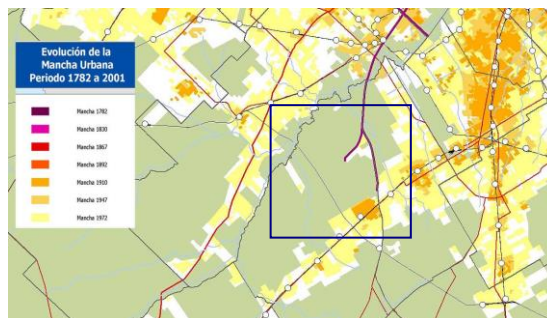 Evolución de la
Mancha Urbana
Periodo 1782 a 2001
Mancha 1782
Mancha 1830
Mancha 1867
Mancha 1892
Mancha 1910
Mancha 1947
Mancha 1972